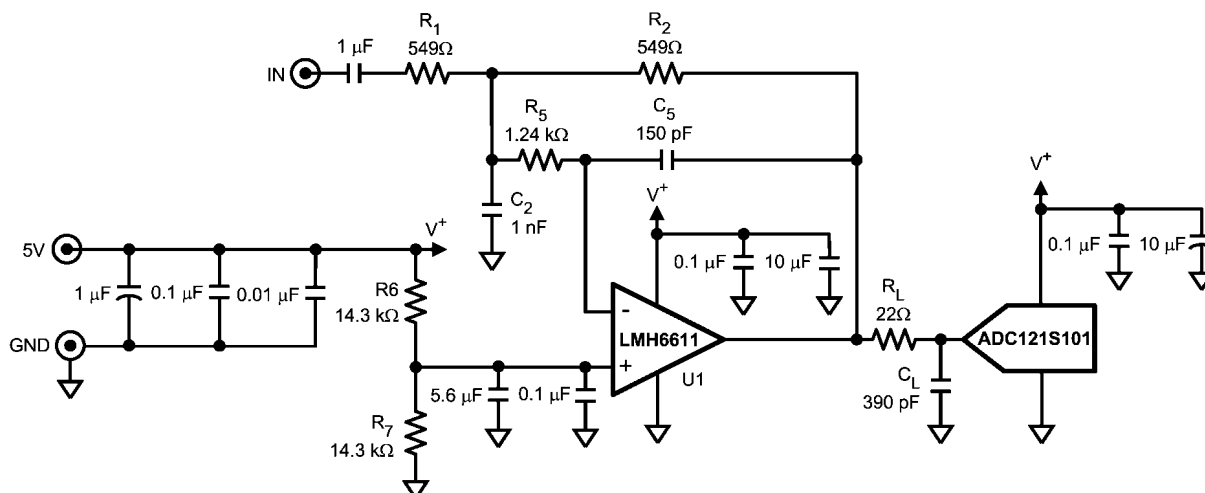 R1
549Ω
R2
549Ω
1 µF
IN
R5
1.24 kΩ
C5
150 pF
C2
1 nF
V+
V+
V+
5V
1 µF
0.1 µF
0.01 µF
R6
14.3 kΩ
0.1 µF
10 µF
0.1 µF
10 µF
GND
-
LMH6611
+
U1
RL
22Ω
ADC121S101
CL
390 pF
5.6 µF
0.1 µF
R7
14.3 kΩ